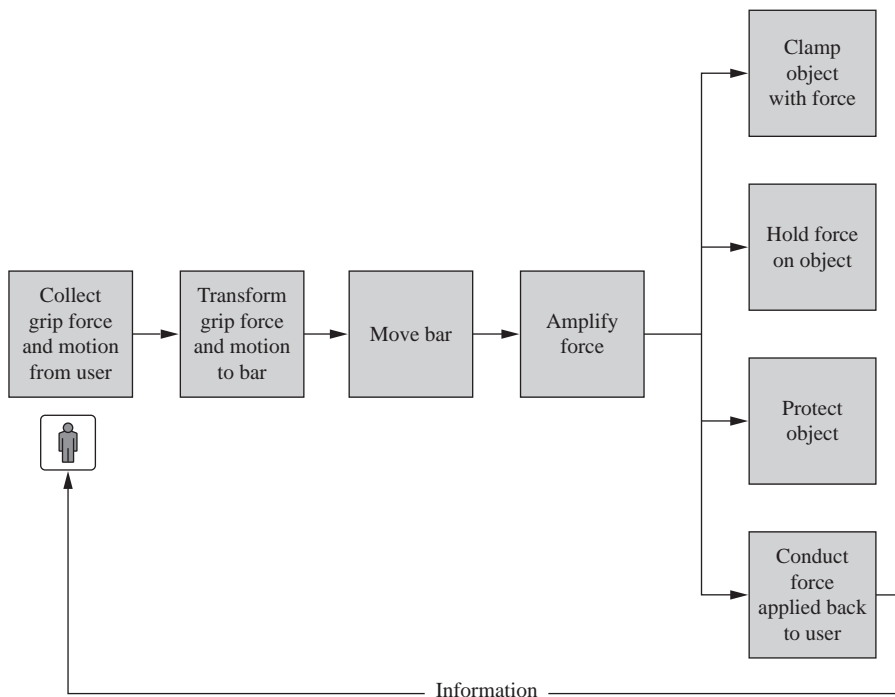 Clamp
object
with force
Hold force
on object
Collect
grip force
and motion
from user
Transform
grip force
and motion
to bar
Move bar
Amplify
force
Protect
object
Conduct
force
applied back
to user
Information